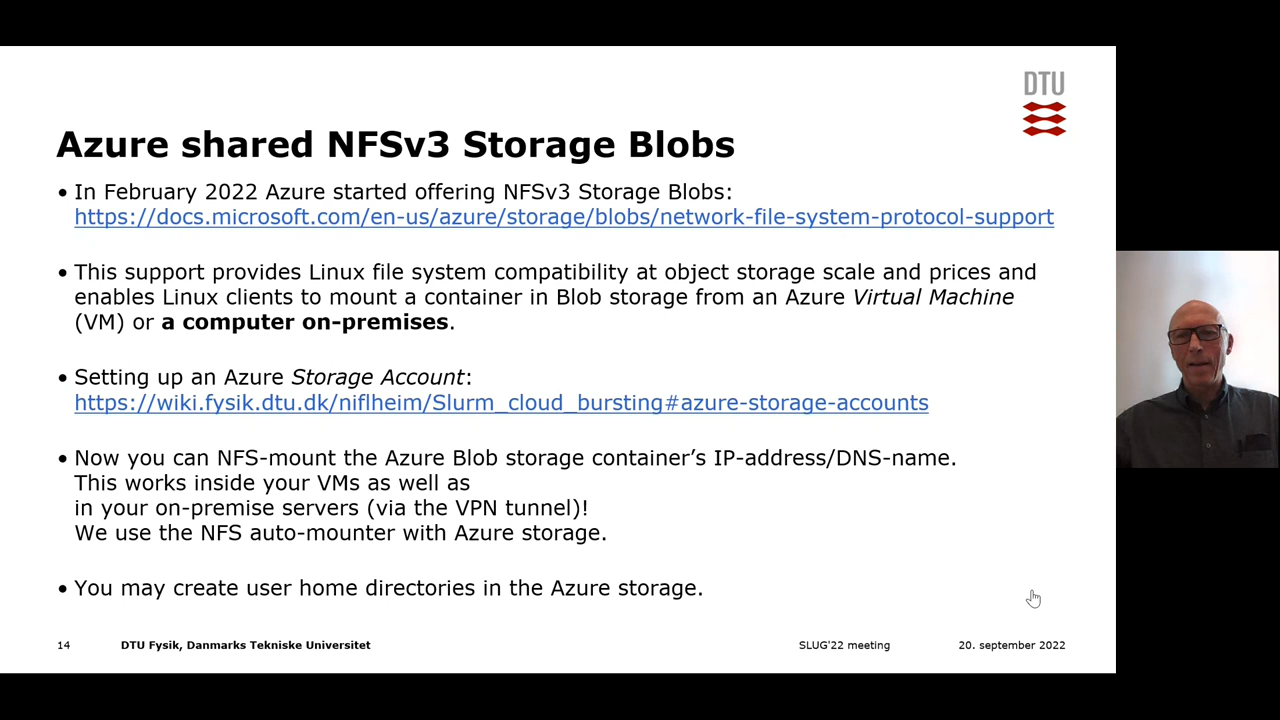 DTU
Azure shared NFSv3 Storage Blobs
• In February 2022 Azure started offering NFSv3 Storage Blobs:
https://docs.microsoft.com/en-us/azure/storage/blobs/network-file-system-protocol-support
• This support provides Linux file system compatibility at object storage scale and prices and
enables Linux clients to mount a container in Blob storage from an Azure Virtual Machine
(VM) or a computer on-premises.
• Setting up an Azure Storage Account:
https://wiki.fysik.dtu.dk/niflheim/Slurm_cloud_bursting#azure-storage-accounts
• Now you can NFS-mount the Azure Blob storage container’s IP-address/DNS-name.
This works inside your VMs as well as
in your on-premise servers (via the VPN tunnel)!
We use the NFS auto-mounter with Azure storage.
• You may create user home directories in the Azure storage.
14 DTU Fysik, Danmarks Tekniske Universitet SLUG'22 meeting 20. september 2022